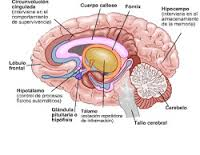 Circunvolución
cingulada
(interviene en el
comportamiento
de supervivencia)
Cuerpo calloso
Fórnix
Hipocampo
(interviene en el
almacenamiento
de la memoria)
Lóbulo
frontal
Hipotálamo
(control de procesos
físicos automáticos)
Glándula
pituitaria o
hipófisis
Tálamo
(estación repetidora
de información)
Tallo cerebral
Cerebelo